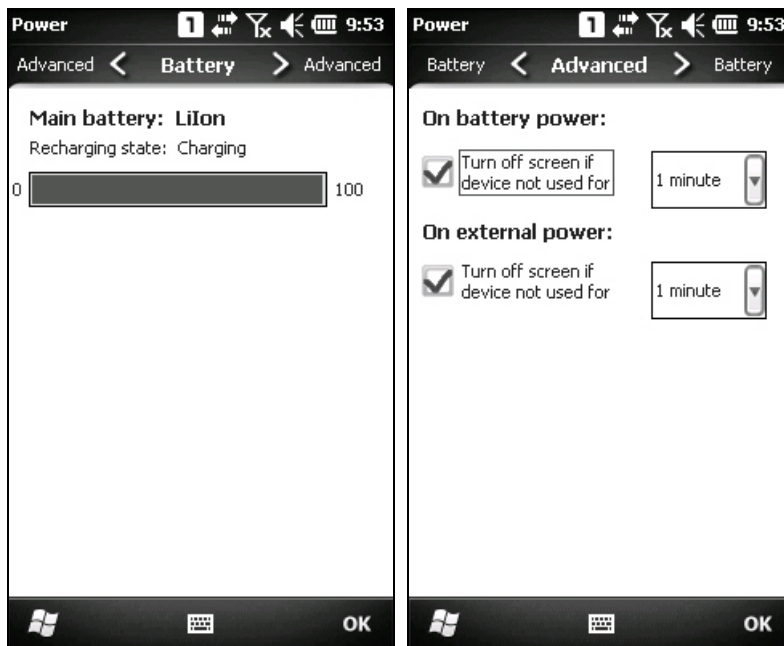 Power 1 9:53
Advanced < Battery > Advanced
Main battery: LiIon
Recharging state: Charging
0 100
OK
Power 1 9:53
Battery < Advanced > Battery
On battery power:
Turn off screen if
device not used for
1 minute
On external power:
Turn off screen if
device not used for
1 minute
OK